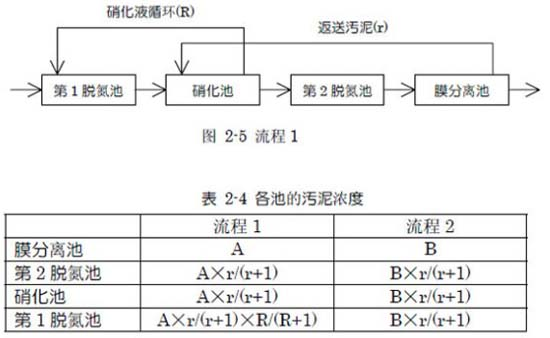 硝化液循环(R)
返送污泥(r)
第1脱氮池
硝化池
第2脱氮池
膜分离池
图 2-5 流程1
表 2-4 各池的污泥浓度
流程1 流程2
膜分离池 A B
第2脱氮池 A×r/(r+1) B×r/(r+1)
硝化池 A×r/(r+1) B×r/(r+1)
第1脱氮池 A×r/(r+1)×R/(R+1) B×r/(r+1)